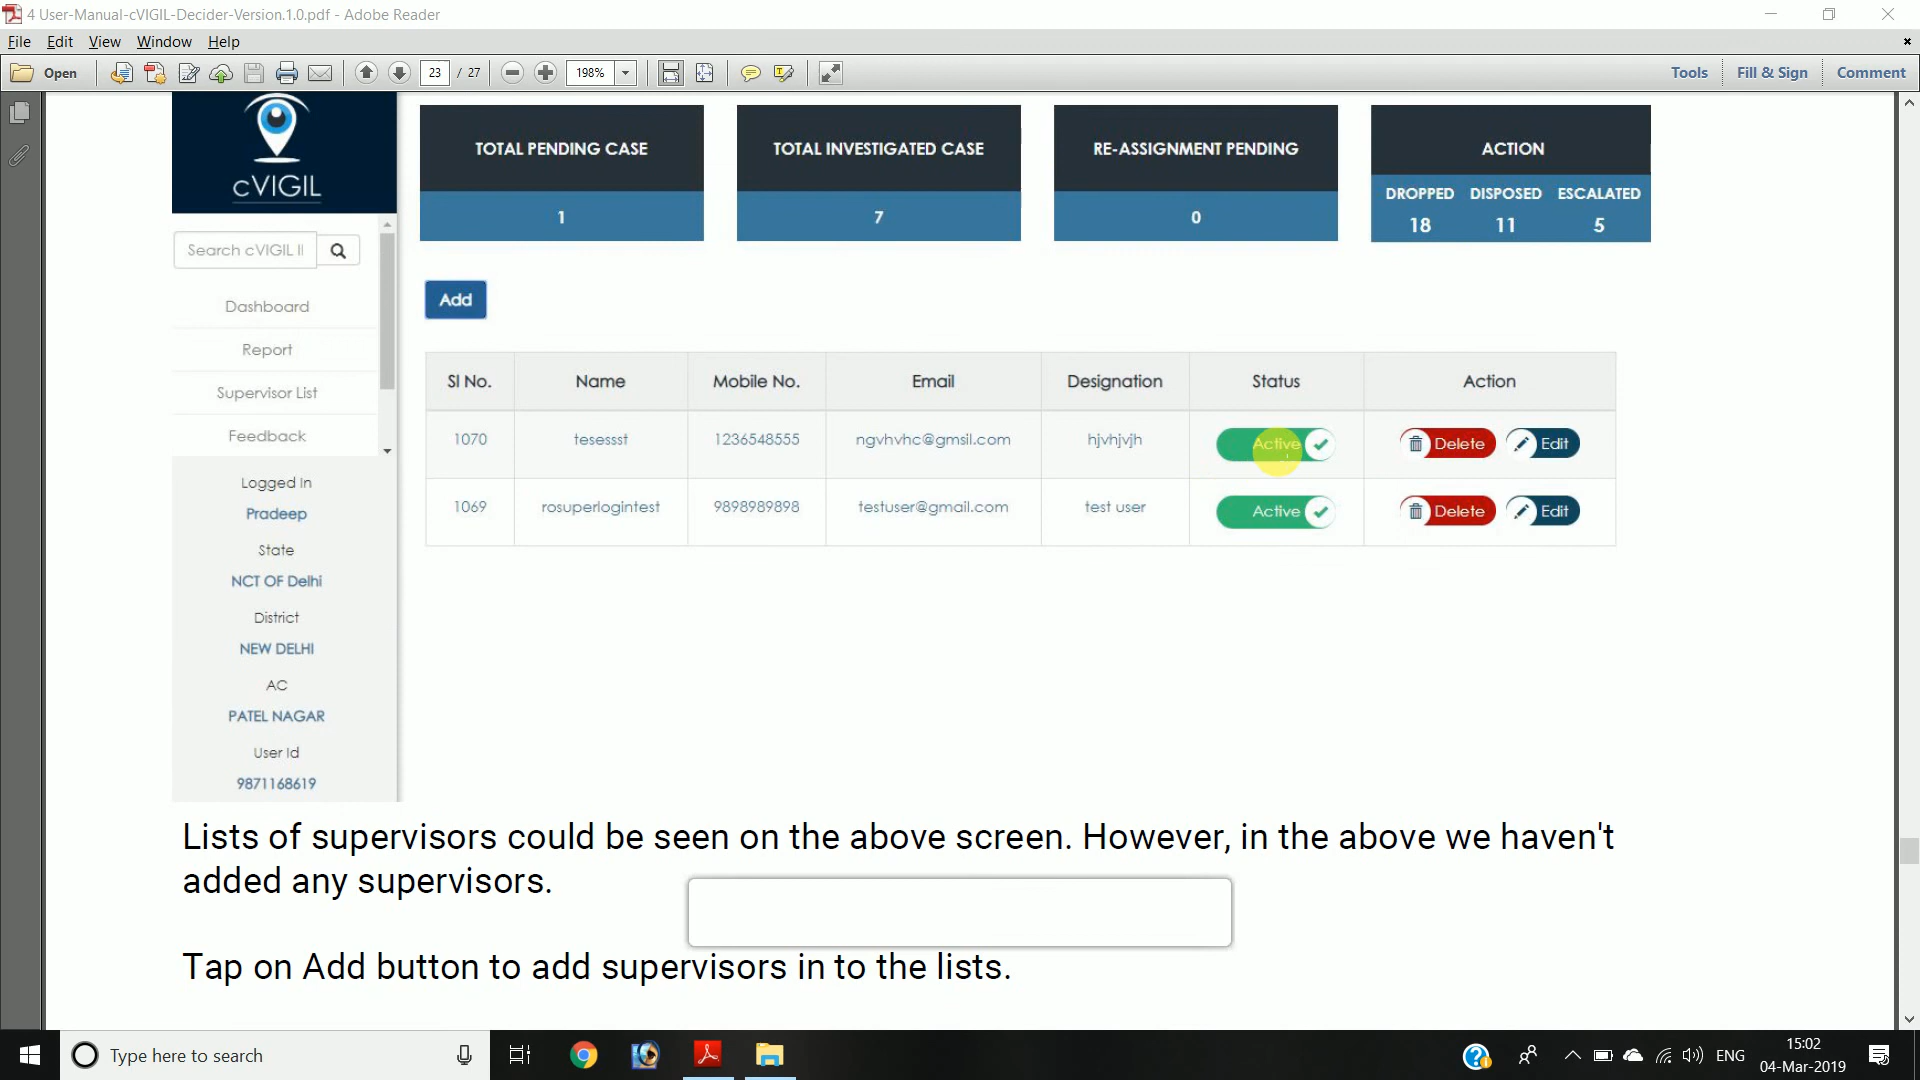 4 User-Manual-cVIGIL-Decider-Version.1.0.pdf - Adobe Reader
File Edit View Window Help
Open 23 / 27 198% Tools Fill & Sign Comment
cVIGIL
TOTAL PENDING CASE TOTAL INVESTIGATED CASE RE-ASSIGNMENT PENDING ACTION
DROPPED DISPOSED ESCALATED
1 7 0 18 11 5
Search cVIGIL
Dashboard
Report
Supervisor List
Feedback
Logged In
Pradeep
State
NCT OF Delhi
District
NEW DELHI
AC
PATEL NAGAR
User Id
9871168619
Add
Sl No. Name Mobile No. Email Designation Status Action
1070 tesessst 1236548555 ngvhvhc@gmsil.com hjvhjvjh Active Delete Edit
1069 rosuperlogintest 9898989898 testuser@gmail.com test user Active Delete Edit
Lists of supervisors could be seen on the above screen. However, in the above we haven't
added any supervisors.
Tap on Add button to add supervisors in to the lists.
Type here to search
ENG
15:02
04-Mar-2019